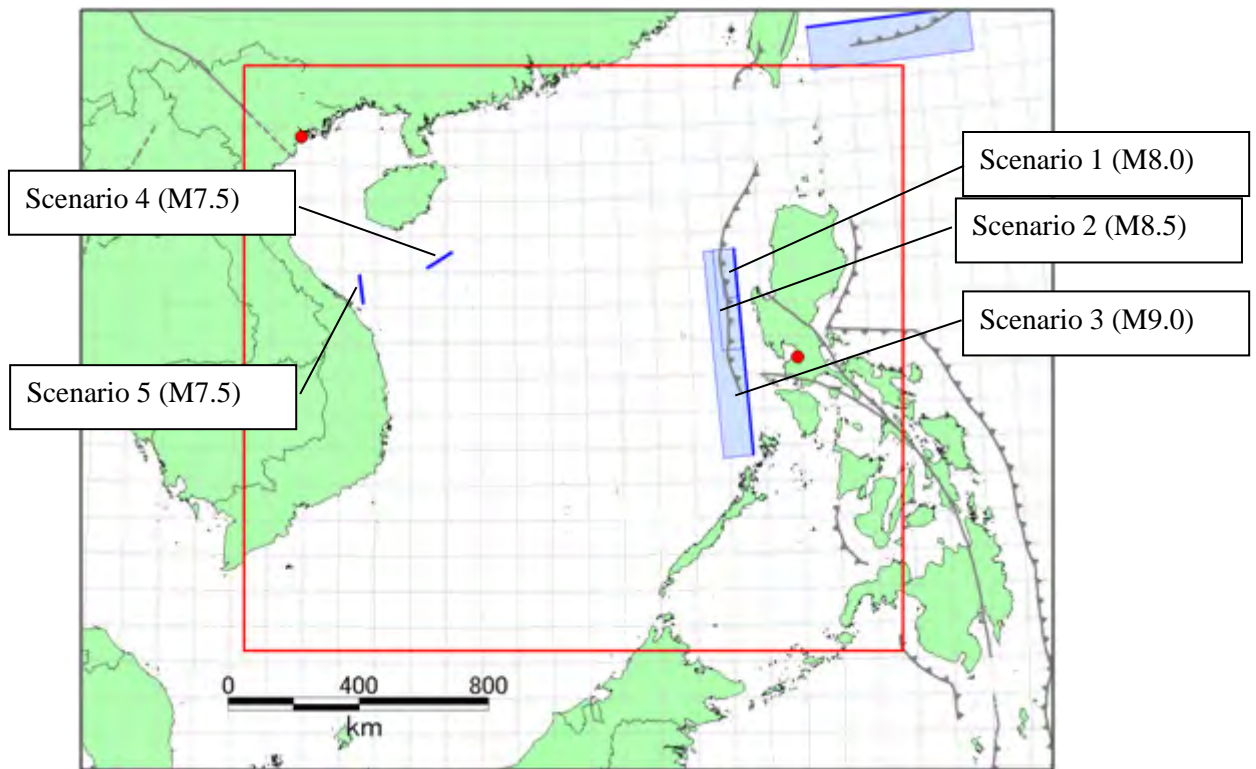 Scenario 1 (M8.0)
Scenario 4 (M7.5)
Scenario 2 (M8.5)
Scenario 3 (M9.0)
Scenario 5 (M7.5)
0 400 800
km